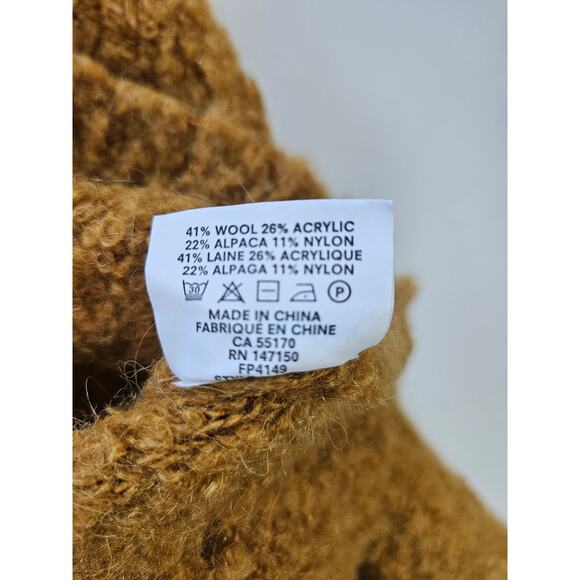 41% WOOL 26% ACRYLIC
22% ALPACA 11% NYLON
41% LAINE 26% ACRYLIQUE
22% ALPAGA 11% NYLON
30
P
MADE IN CHINA
FABRIQUÉ EN CHINE
CA 55170
RN 147150
FP4149